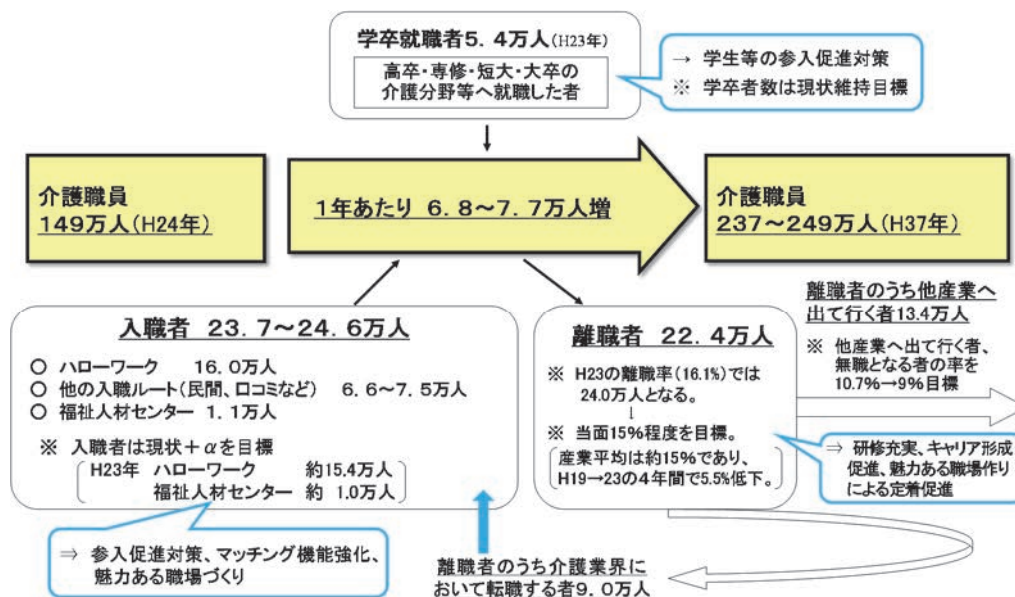 学卒就職者5.4万人(H23年)
高卒・専修・短大・大卒の
介護分野等へ就職した者
→ 学生等の参入促進対策
※ 学卒者数は現状維持目標
介護職員
149万人(H24年)
1年あたり 6.8~7.7万人増
介護職員
237~249万人(H37年)
入職者 23.7~24.6万人
○ ハローワーク 16.0万人
○ 他の入職ルート(民間、口コミなど) 6.6~7.5万人
○ 福祉人材センター 1.1万人
※ 入職者は現状+αを目標
H23年 ハローワーク 約15.4万人
福祉人材センター 約 1.0万人
⇒ 参入促進対策、マッチング機能強化、
魅力ある職場づくり
離職者 22.4万人
※ H23の離職率(16.1%)では
24.0万人となる。
↓
※ 当面15%程度を目標。
産業平均は約15%であり、
H19→23の4年間で5.5%低下。
離職者のうち他産業へ
出て行く者13.4万人
※ 他産業へ出て行く者、
無職となる者の率を
10.7%→9%目標
⇒ 研修充実、キャリア形成
促進、魅力ある職場作り
による定着促進
離職者のうち介護業界に
おいて転職する者9.0万人